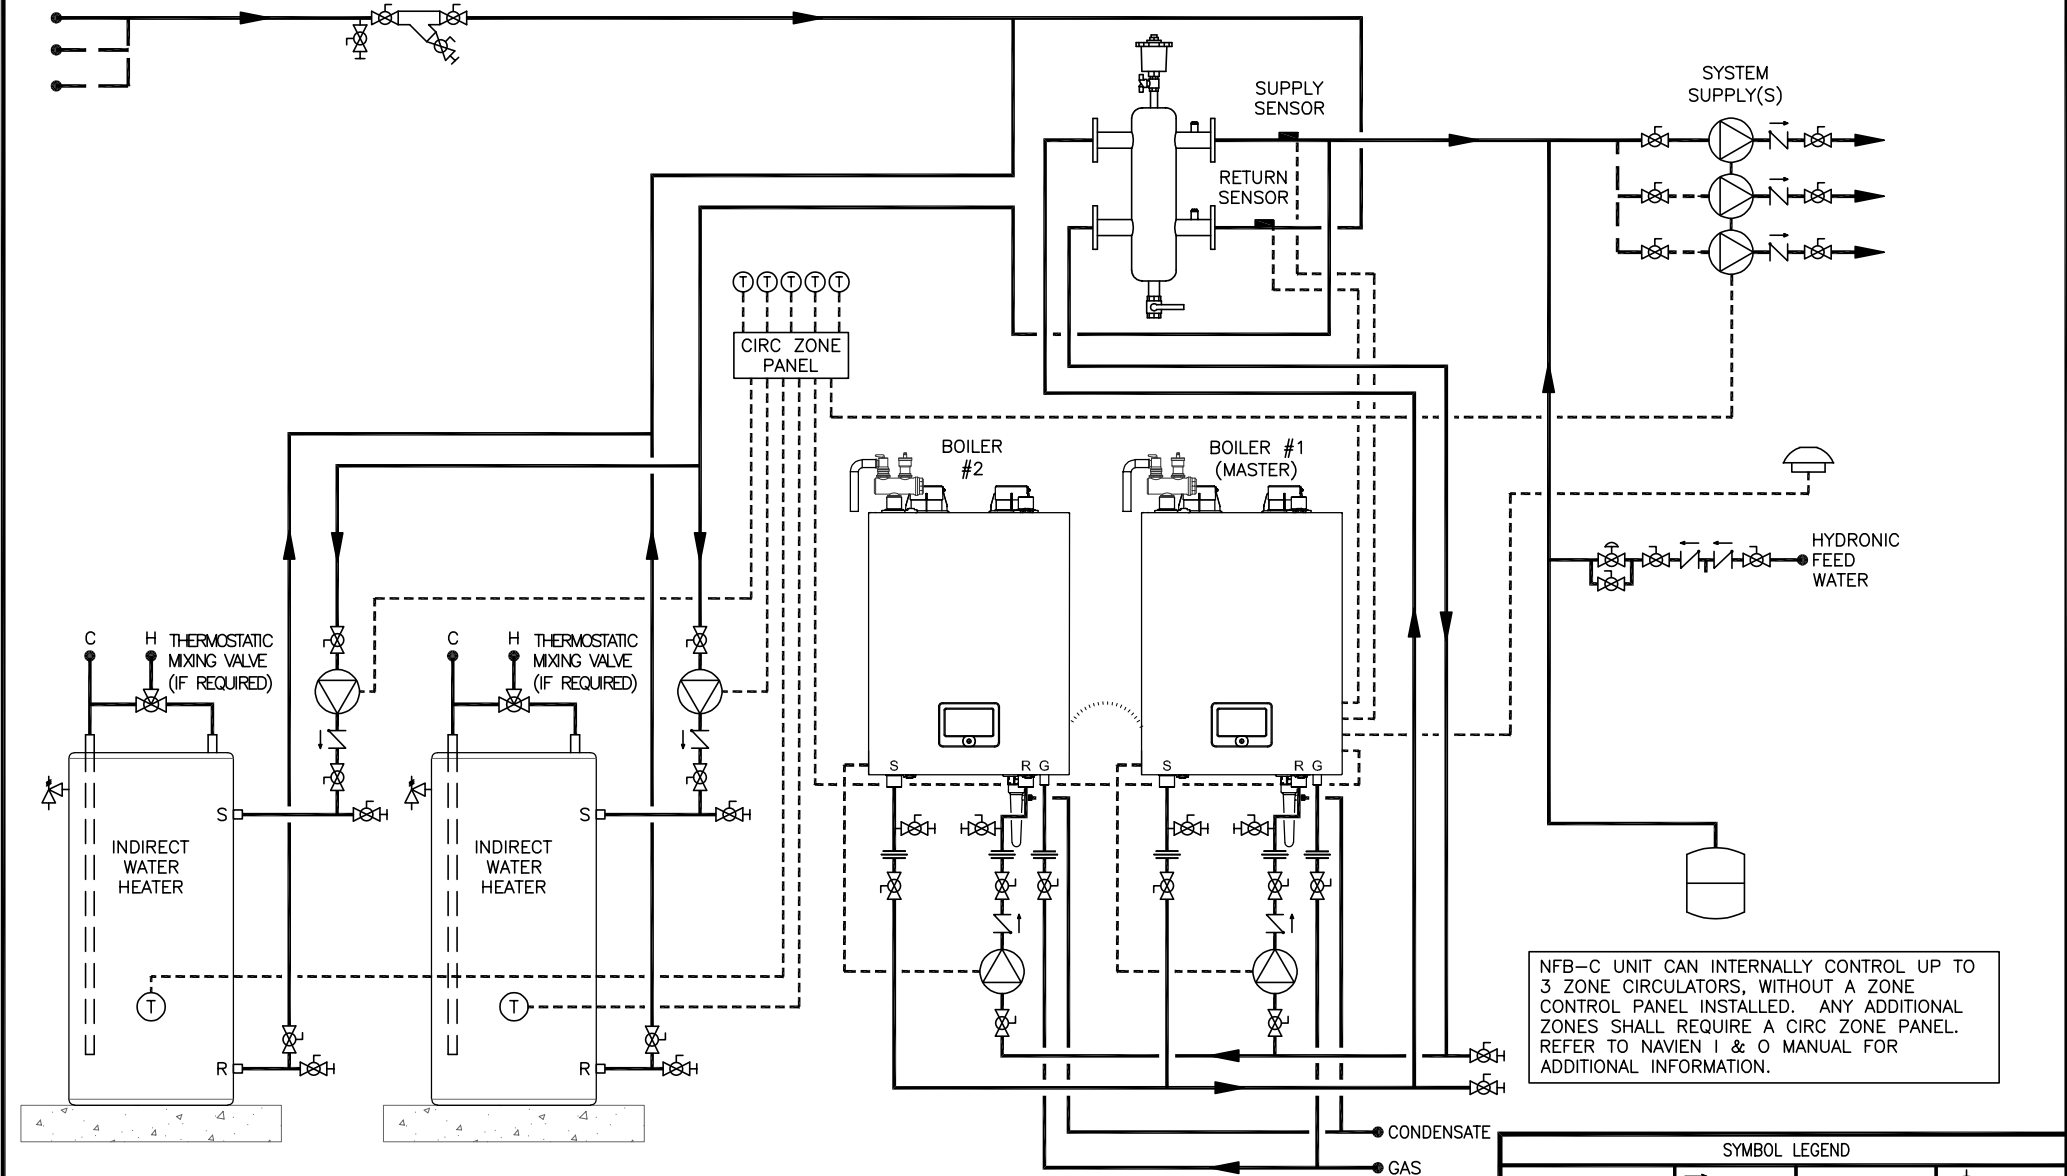 SYSTEM
SUPPLY(S)
SUPPLY
SENSOR
RETURN
SENSOR
T T T T T
CIRC ZONE
PANEL
BOILER
#2
BOILER #1
(MASTER)
HYDRONIC
FEED
WATER
C H THERMOSTATIC
MIXING VALVE
(IF REQUIRED)
C H THERMOSTATIC
MIXING VALVE
(IF REQUIRED)
S R G
S R G
S
S
INDIRECT
WATER
HEATER
INDIRECT
WATER
HEATER
T
T
R
R
NFB-C UNIT CAN INTERNALLY CONTROL UP TO
3 ZONE CIRCULATORS, WITHOUT A ZONE
CONTROL PANEL INSTALLED. ANY ADDITIONAL
ZONES SHALL REQUIRE A CIRC ZONE PANEL.
REFER TO NAVIEN I & O MANUAL FOR
ADDITIONAL INFORMATION.
CONDENSATE
GAS
SYMBOL LEGEND